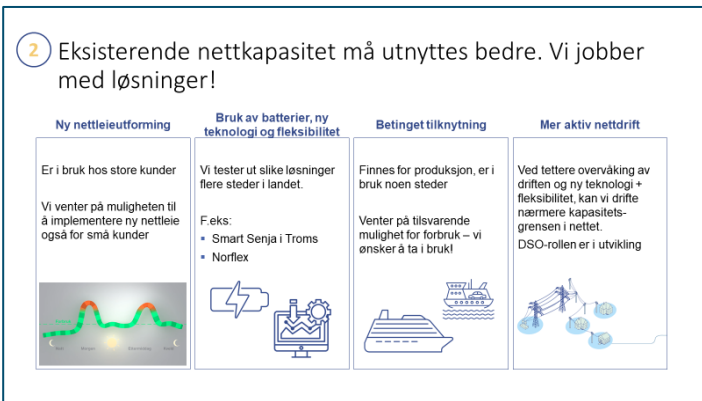 2
Eksisterende nettkapasitet må utnyttes bedre. Vi jobber
med løsninger!
Ny nettleieutforming
Er i bruk hos store kunder
Vi venter på muligheten til
å implementere ny nettleie
også for små kunder
Bruk av batterier, ny
teknologi og fleksibilitet
Vi tester ut slike løsninger
flere steder i landet.
F.eks:
▪ Smart Senja i Troms
▪ Norflex
Betinget tilknytning
Finnes for produksjon, er i
bruk noen steder
Venter på tilsvarende
mulighet for forbruk – vi
ønsker å ta i bruk!
Mer aktiv nettdrift
Ved tettere overvåking av
driften og ny teknologi +
fleksibilitet, kan vi drifte
nærmere kapasitets-
grensen i nettet.
DSO-rollen er i utvikling